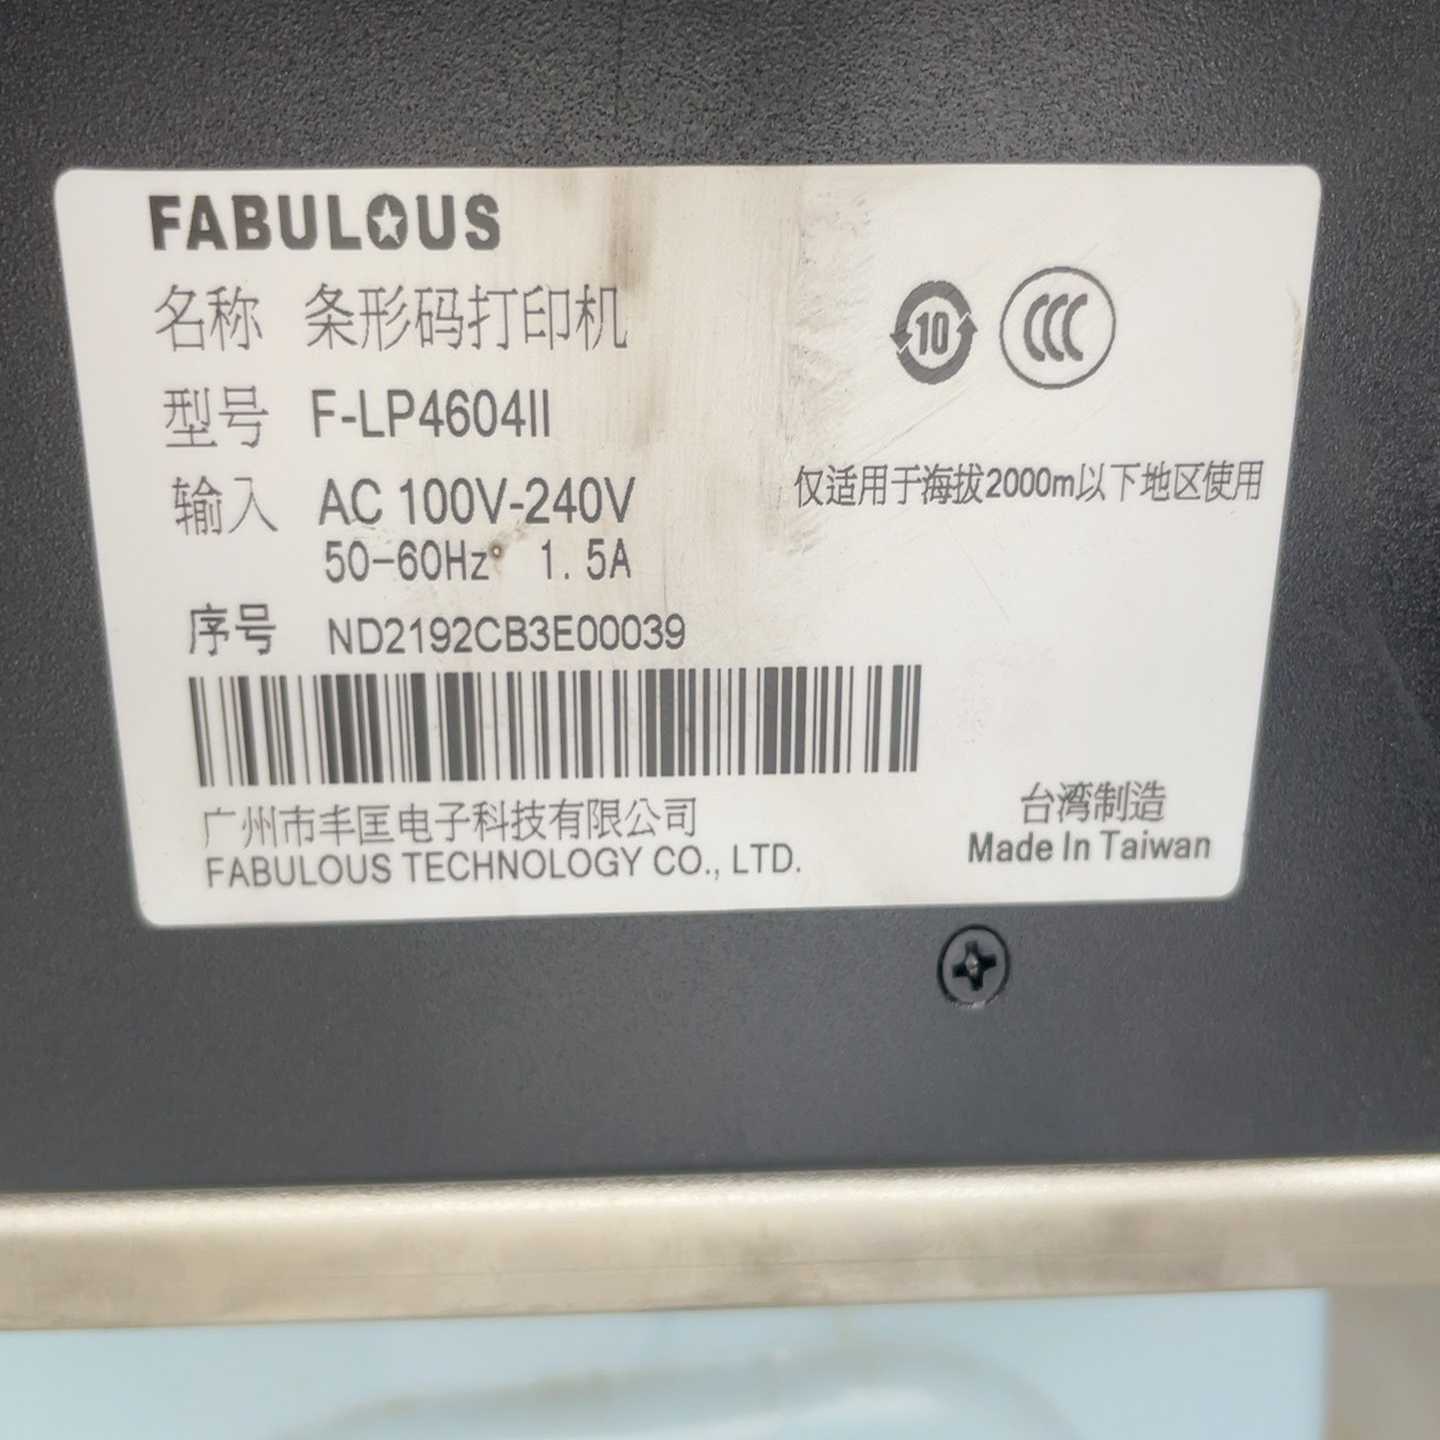 FABULOUS
名称 条形码打印机
10 CCC
型号 F-LP4604II
输入 AC 100V-240V
仅适用于海拔2000m以下地区使用
50-60Hz 1.5A
序号 ND2192CB3E00039
广州市丰匡电子科技有限公司
FABULOUS TECHNOLOGY CO., LTD.
台湾制造
Made In Taiwan